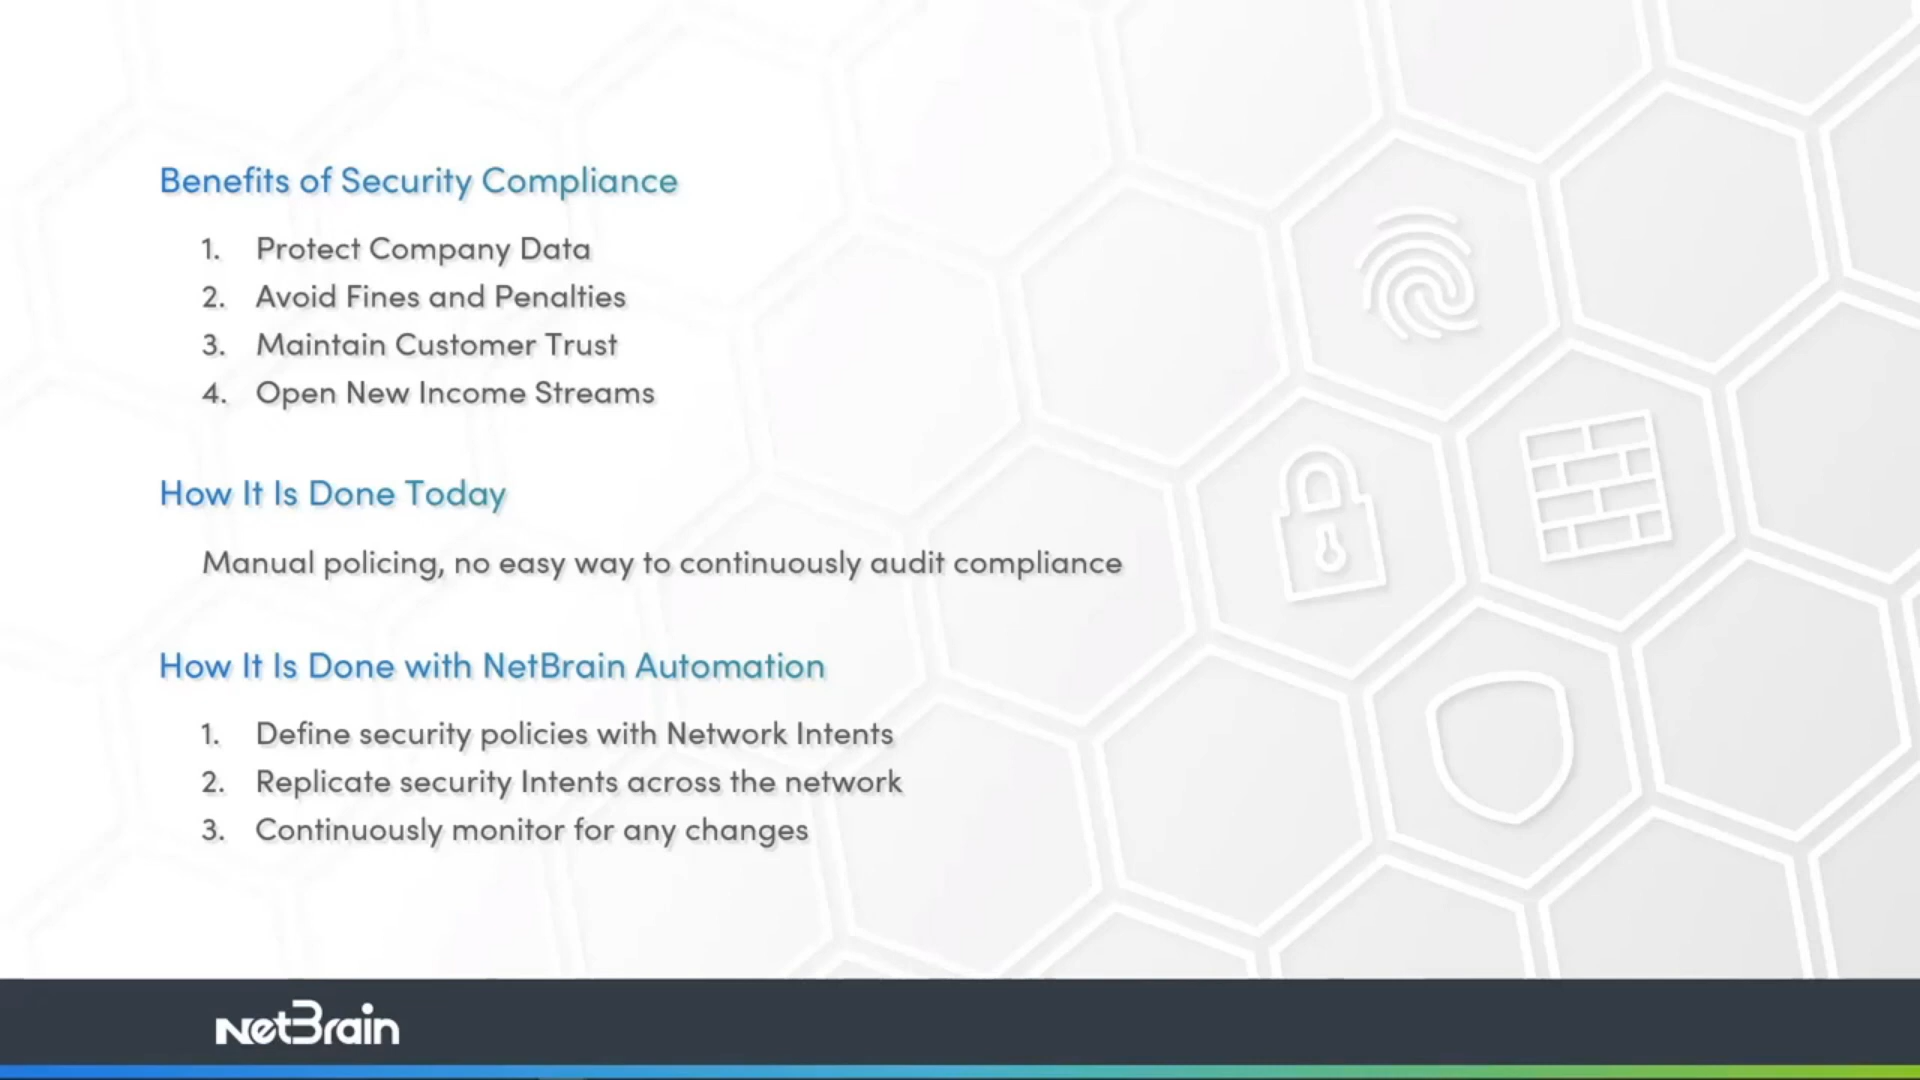 Benefits of Security Compliance
1. Protect Company Data
2. Avoid Fines and Penalties
3. Maintain Customer Trust
4. Open New Income Streams
How It Is Done Today
Manual policing, no easy way to continuously audit compliance
How It Is Done with NetBrain Automation
1. Define security policies with Network Intents
2. Replicate security Intents across the network
3. Continuously monitor for any changes
NetBrain